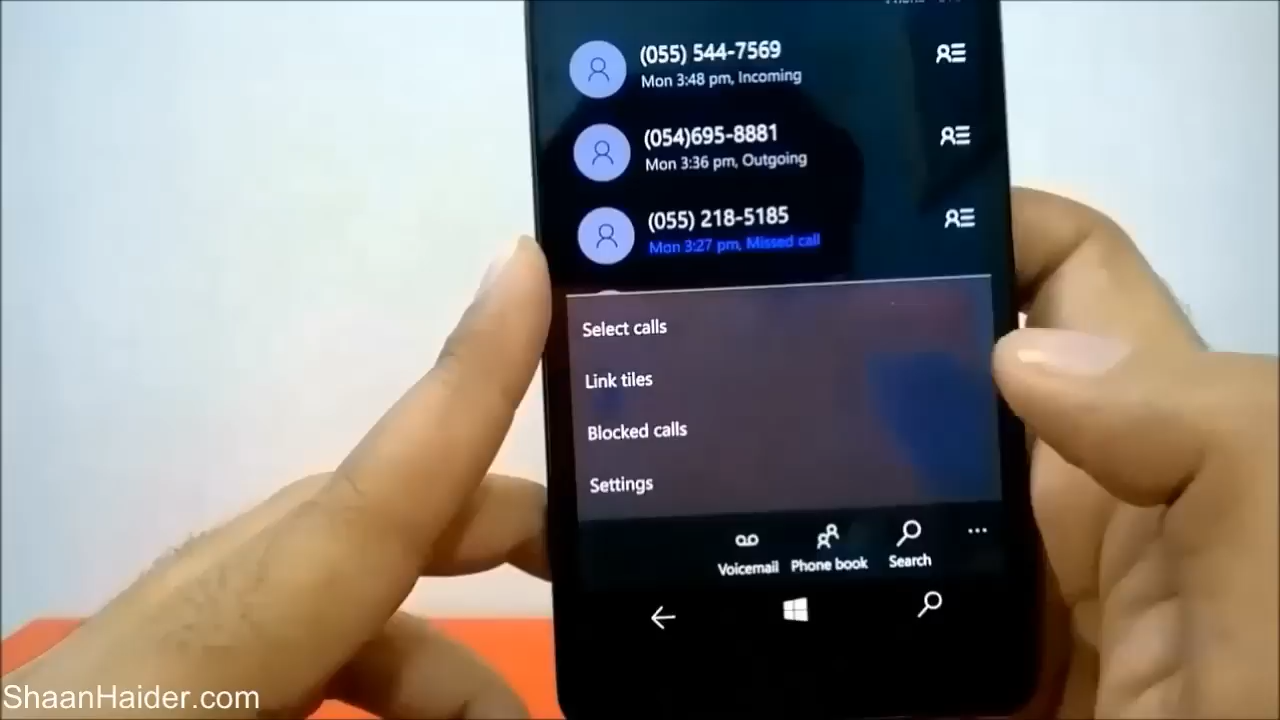 (055) 544-7569
Mon 3:48 pm, Incoming
(054)695-8881
Mon 3:36 pm, Outgoing
(055) 218-5185
Mon 3:27 pm, Missed call
Select calls
Link tiles
Blocked calls
Settings
Voicemail Phone book Search
ShaanHaider.com